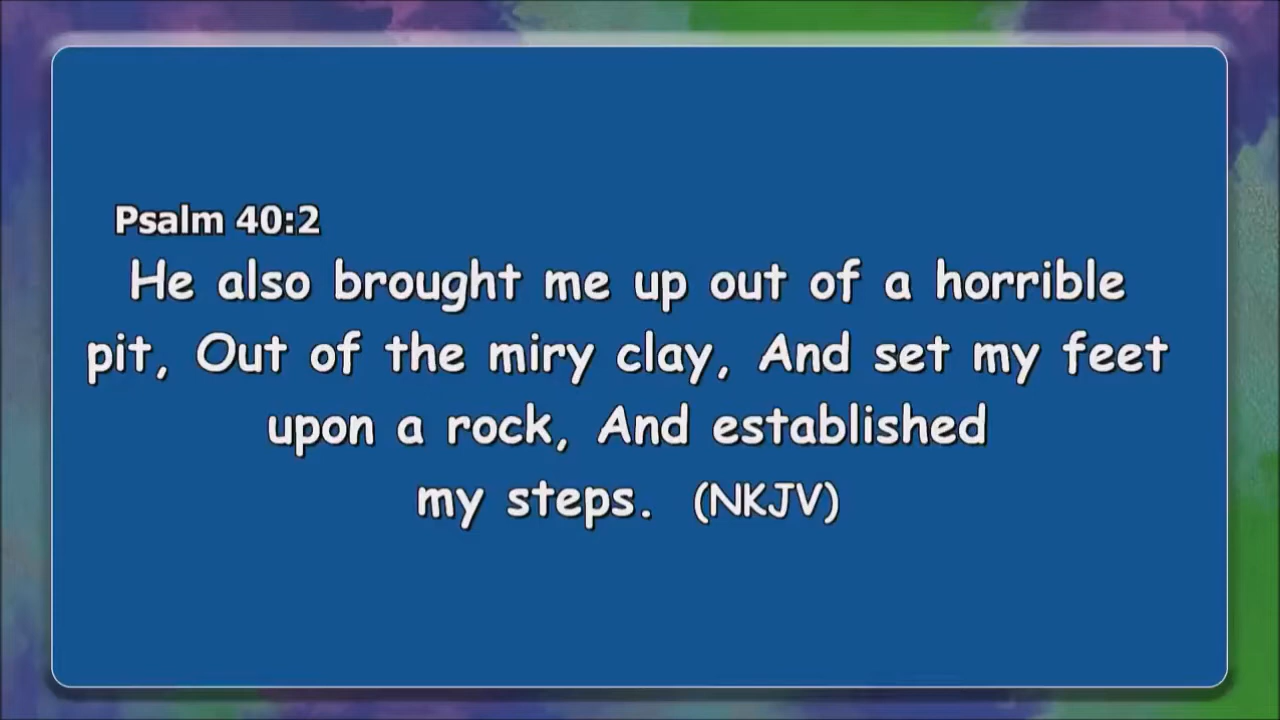 Psalm 40:2
He also brought me up out of a horrible
pit, Out of the miry clay, And set my feet
upon a rock, And established
my steps. (NKJV)